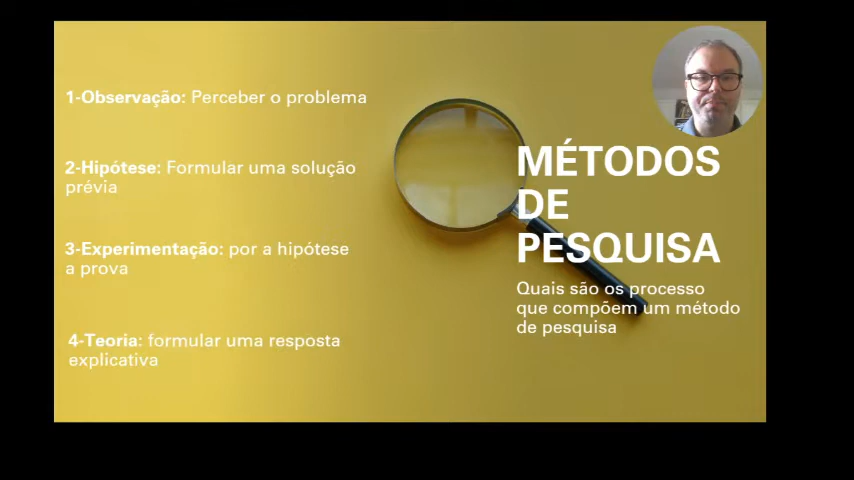 1-Observação: Perceber o problema
2-Hipótese: Formular uma solução
prévia
3-Experimentação: por a hipótese
a prova
4-Teoria: formular uma resposta
explicativa
MÉTODOS
DE
PESQUISA
Quais são os processo
que compõem um método
de pesquisa